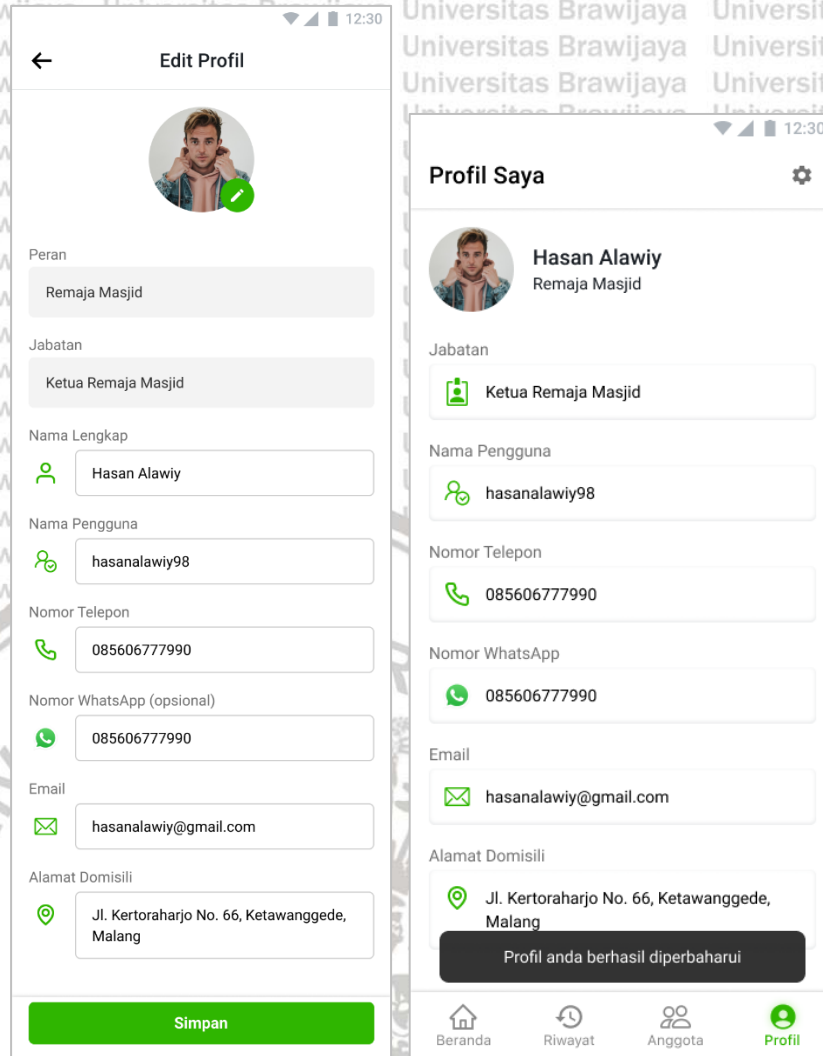 Universitas Brawijaya Universit
Universitas Brawijaya Universit
Universitas Brawijaya Universit
12:30
Edit Profil
Peran
Remaja Masjid
Jabatan
Ketua Remaja Masjid
Nama Lengkap
Hasan Alawiy
Nama Pengguna
hasanalawiy98
Nomor Telepon
085606777990
Nomor WhatsApp (opsional)
085606777990
Email
hasanalawiy@gmail.com
Alamat Domisili
Jl. Kertoraharjo No. 66, Ketawanggede,
Malang
Simpan
12:30
Profil Saya
Hasan Alawiy
Remaja Masjid
Jabatan
Ketua Remaja Masjid
Nama Pengguna
hasanalawiy98
Nomor Telepon
085606777990
Nomor WhatsApp
085606777990
Email
hasanalawiy@gmail.com
Alamat Domisili
Jl. Kertoraharjo No. 66, Ketawanggede,
Malang
Profil anda berhasil diperbaharui
Beranda Riwayat Anggota Profil